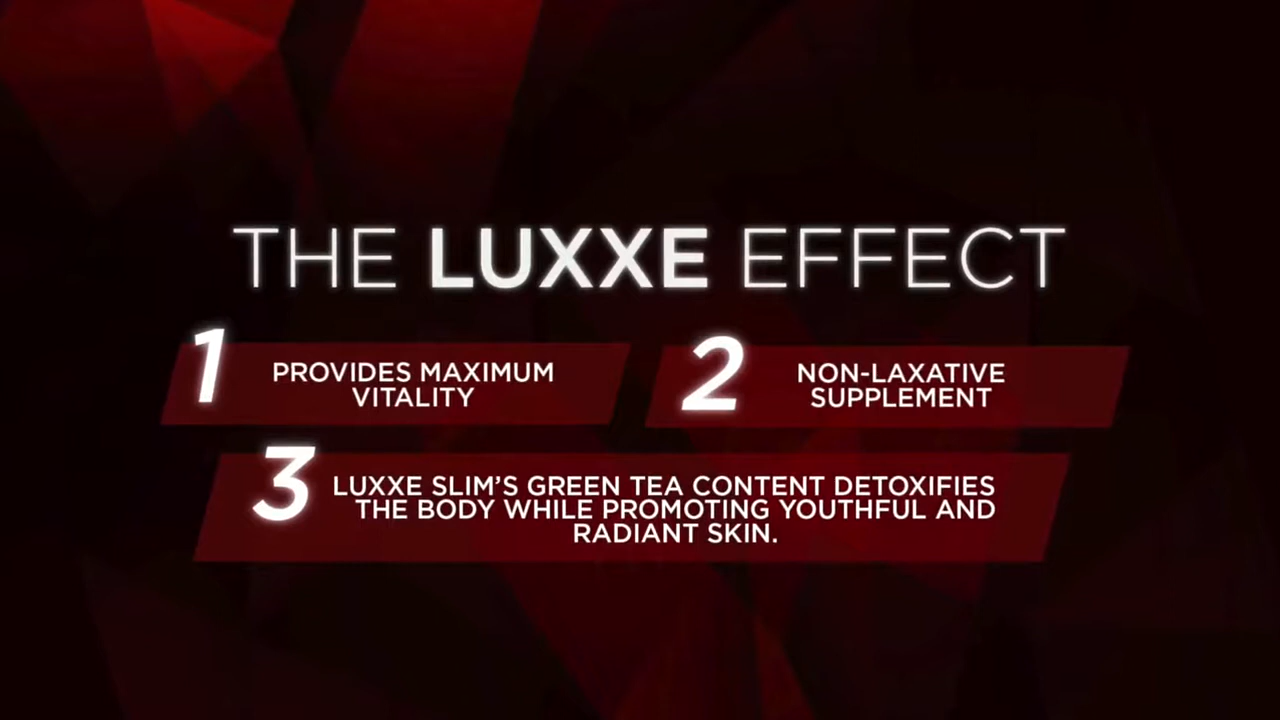 THE LUXXE EFFECT
1
PROVIDES MAXIMUM
VITALITY
2
NON-LAXATIVE
SUPPLEMENT
3
LUXXE SLIM'S GREEN TEA CONTENT DETOXIFIES
THE BODY WHILE PROMOTING YOUTHFUL AND
RADIANT SKIN.